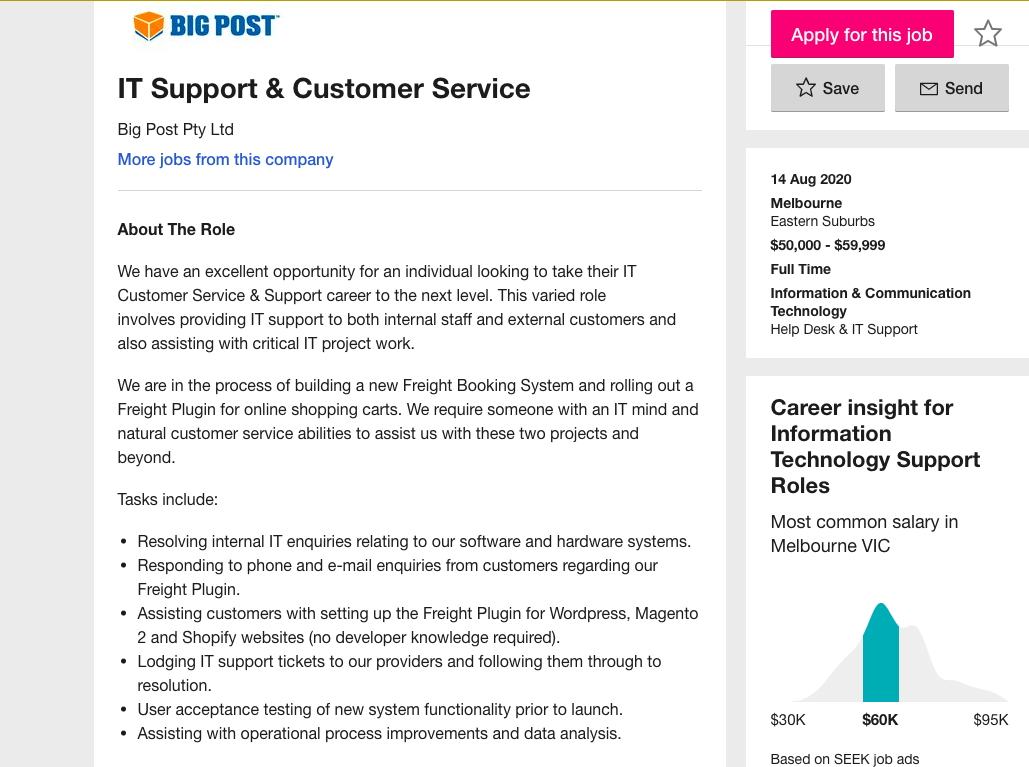 BIG POST
IT Support & Customer Service
Big Post Pty Ltd
More jobs from this company
About The Role
We have an excellent opportunity for an individual looking to take their IT
Customer Service & Support career to the next level. This varied role
involves providing IT support to both internal staff and external customers and
also assisting with critical IT project work.
We are in the process of building a new Freight Booking System and rolling out a
Freight Plugin for online shopping carts. We require someone with an IT mind and
natural customer service abilities to assist us with these two projects and
beyond.
Tasks include:
• Resolving internal IT enquiries relating to our software and hardware systems.
• Responding to phone and e-mail enquiries from customers regarding our
Freight Plugin.
• Assisting customers with setting up the Freight Plugin for Wordpress, Magento
2 and Shopify websites (no developer knowledge required).
• Lodging IT support tickets to our providers and following them through to
resolution.
• User acceptance testing of new system functionality prior to launch.
• Assisting with operational process improvements and data analysis.
Apply for this job
Save
Send
14 Aug 2020
Melbourne
Eastern Suburbs
$50,000 - $59,999
Full Time
Information & Communication
Technology
Help Desk & IT Support
Career insight for
Information
Technology Support
Roles
Most common salary in
Melbourne VIC
$30K $60K $95K
Based on SEEK job ads